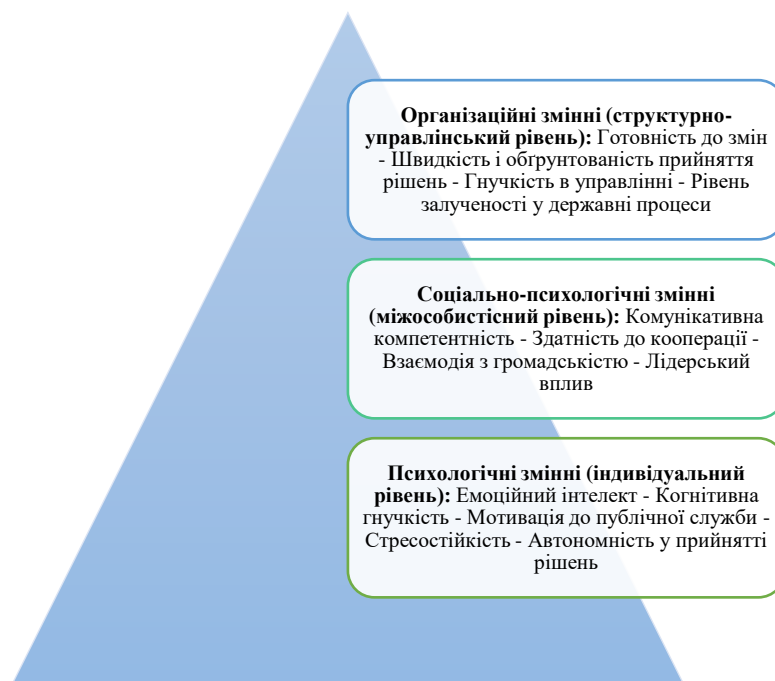 Організаційні змінні (структурно-
управлінський рівень): Готовність до змін
- Швидкість і обґрунтованість прийняття
рішень - Гнучкість в управлінні - Рівень
залученості у державні процеси
Соціально-психологічні змінні
(міжособистісний рівень): Комунікативна
компетентність - Здатність до кооперації -
Взаємодія з громадськістю - Лідерський
вплив
Психологічні змінні (індивідуальний
рівень): Емоційний інтелект - Когнітивна
гнучкість - Мотивація до публічної служби -
Стресостійкість - Автономність у прийнятті
рішень